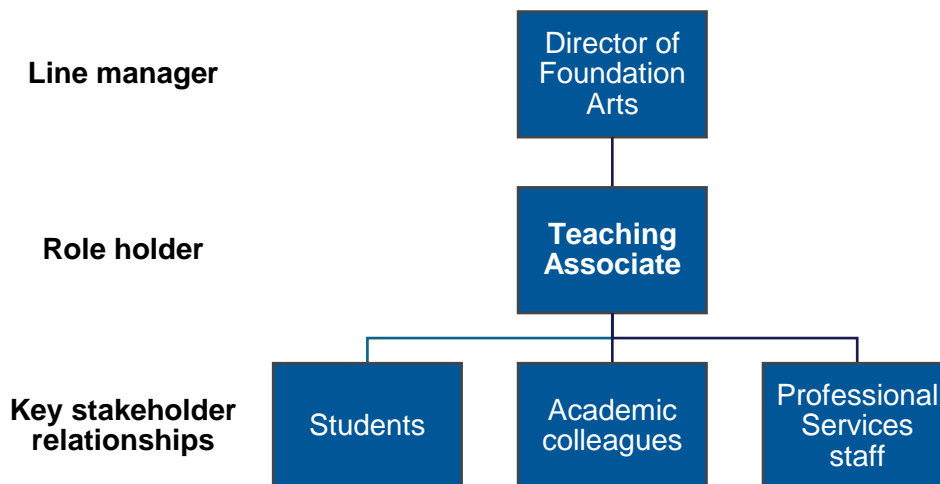 Line manager
Director of
Foundation
Arts
Role holder
Teaching
Associate
Key stakeholder
relationships
Students
Academic
colleagues
Professional
Services
staff